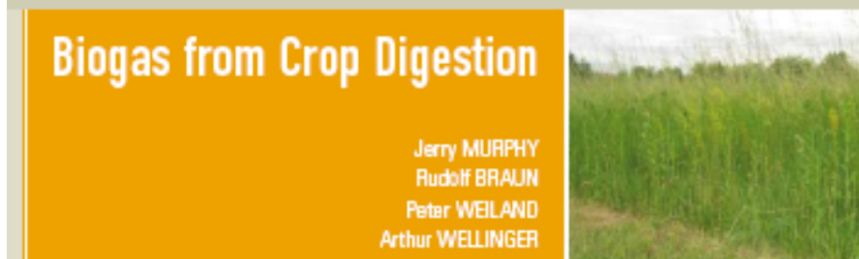 Biogas from Crop Digestion
Jerry MURPHY
Rudolf BRAUN
Peter WEILAND
Arthur WELLINGER